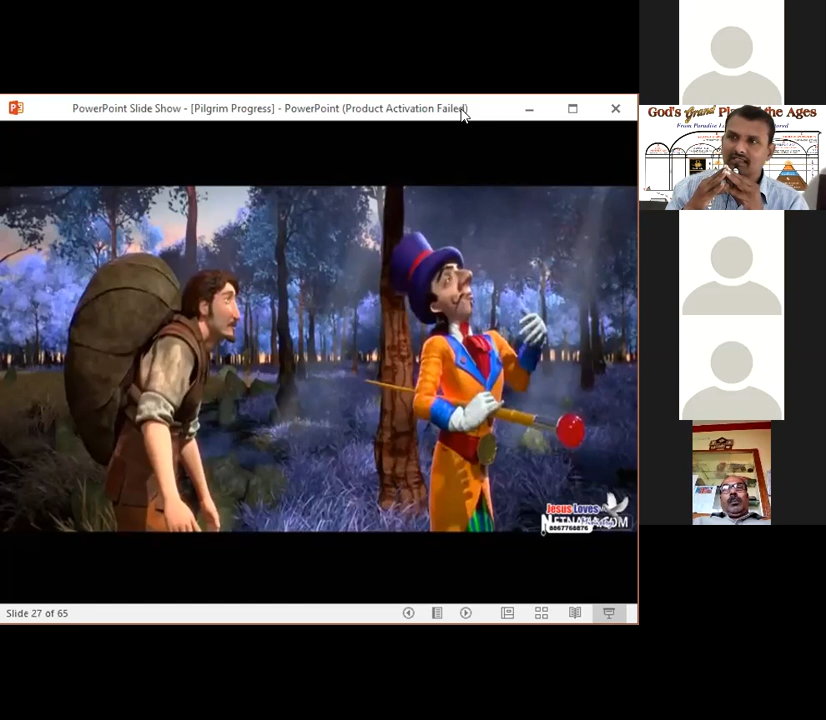 PowerPoint Slide Show - [Pilgrim Progress] - PowerPoint (Product Activation Failed)
God's Grand Plan of the Ages
Jesus Loves
8867768876
Slide 27 of 65